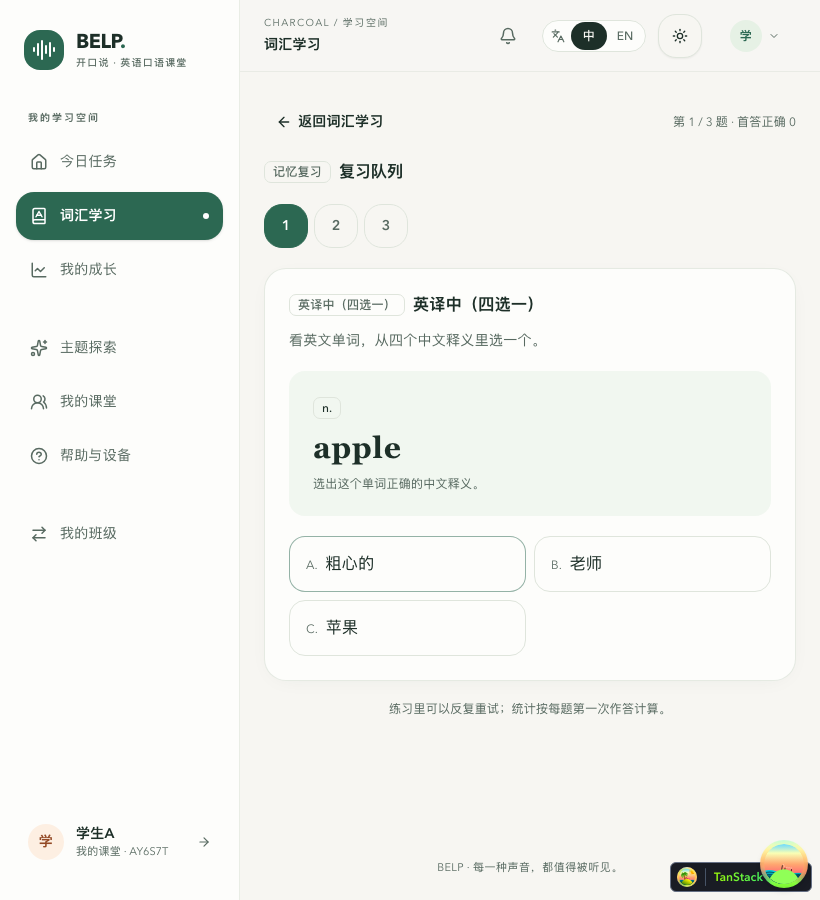 BELP.
开口说 · 英语口语课堂
我的学习空间
今日任务
词汇学习
我的成长
主题探索
我的课堂
帮助与设备
我的班级
学
学生A
我的课堂 · AY6S7T
CHARCOAL / 学习空间
词汇学习
中
EN
学
返回词汇学习
第 1 / 3 题 · 首答正确 0
记忆复习
复习队列
1
2
3
英译中（四选一）
英译中（四选一）
看英文单词，从四个中文释义里选一个。
n.
apple
选出这个单词正确的中文释义。
A. 粗心的
B. 老师
C. 苹果
练习里可以反复重试；统计按每题第一次作答计算。
BELP · 每一种声音，都值得被听见。
TanStack